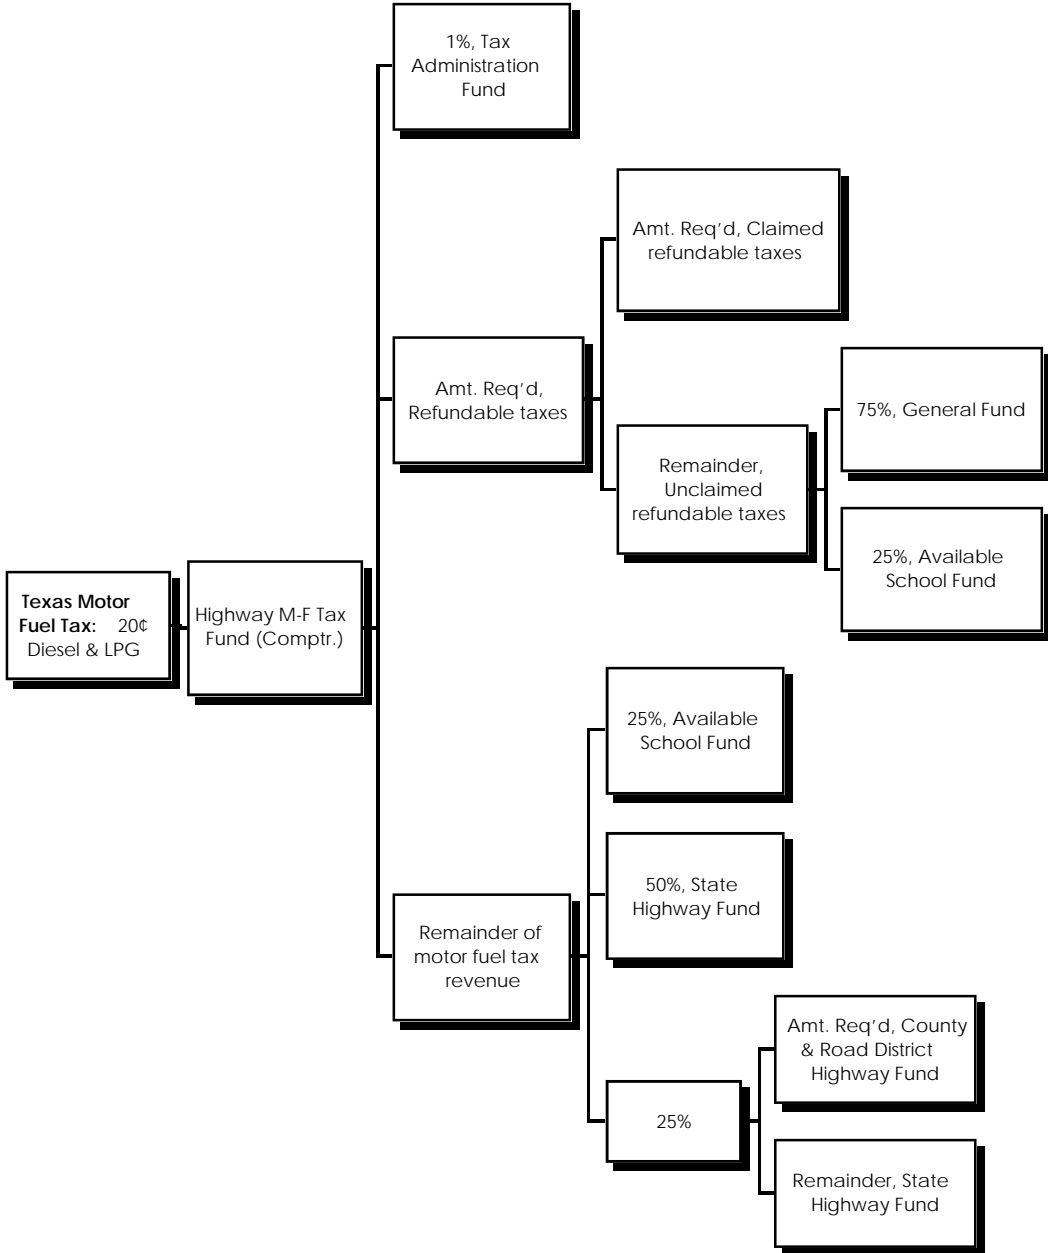 1%, Tax
Administration
Fund
Amt. Req'd, Claimed
refundable taxes
Amt. Req'd,
Refundable taxes
75%, General Fund
Remainder,
Unclaimed
refundable taxes
25%, Available
School Fund
Texas Motor
Fuel Tax: 20¢
Diesel & LPG
Highway M-F Tax
Fund (Comptr.)
25%, Available
School Fund
50%, State
Highway Fund
Remainder of
motor fuel tax
revenue
Amt. Req'd, County
& Road District
Highway Fund
25%
Remainder, State
Highway Fund